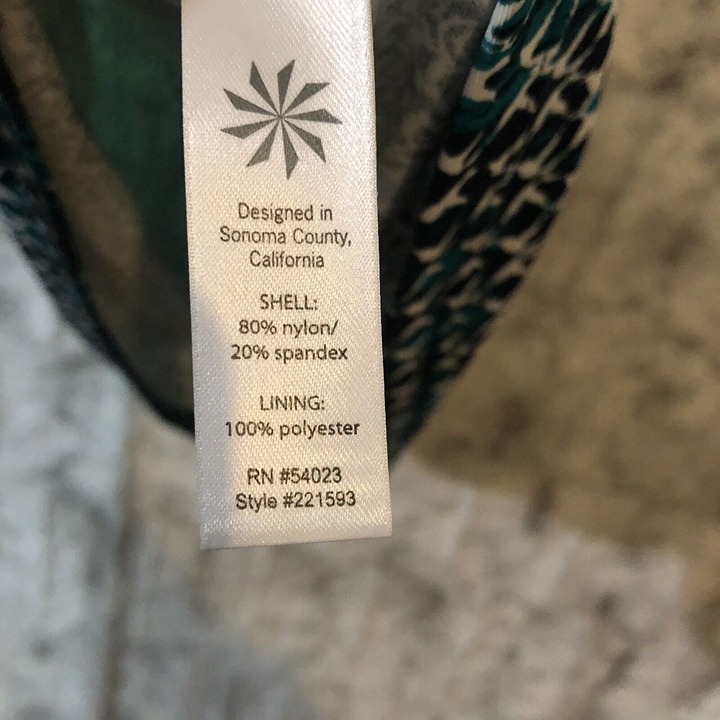 Designed in
Sonoma County,
California
SHELL:
80% nylon/
20% spandex
LINING:
100% polyester
RN #54023
Style #221593